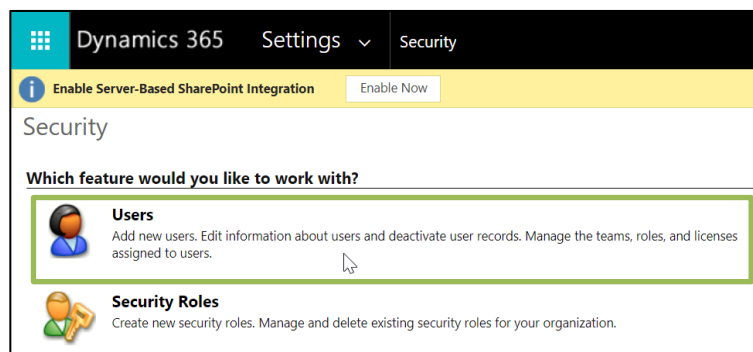 Dynamics 365 Settings Security
Enable Server-Based SharePoint Integration Enable Now
Security
Which feature would you like to work with?
Users
Add new users. Edit information about users and deactivate user records. Manage the teams, roles, and licenses
assigned to users.
Security Roles
Create new security roles. Manage and delete existing security roles for your organization.